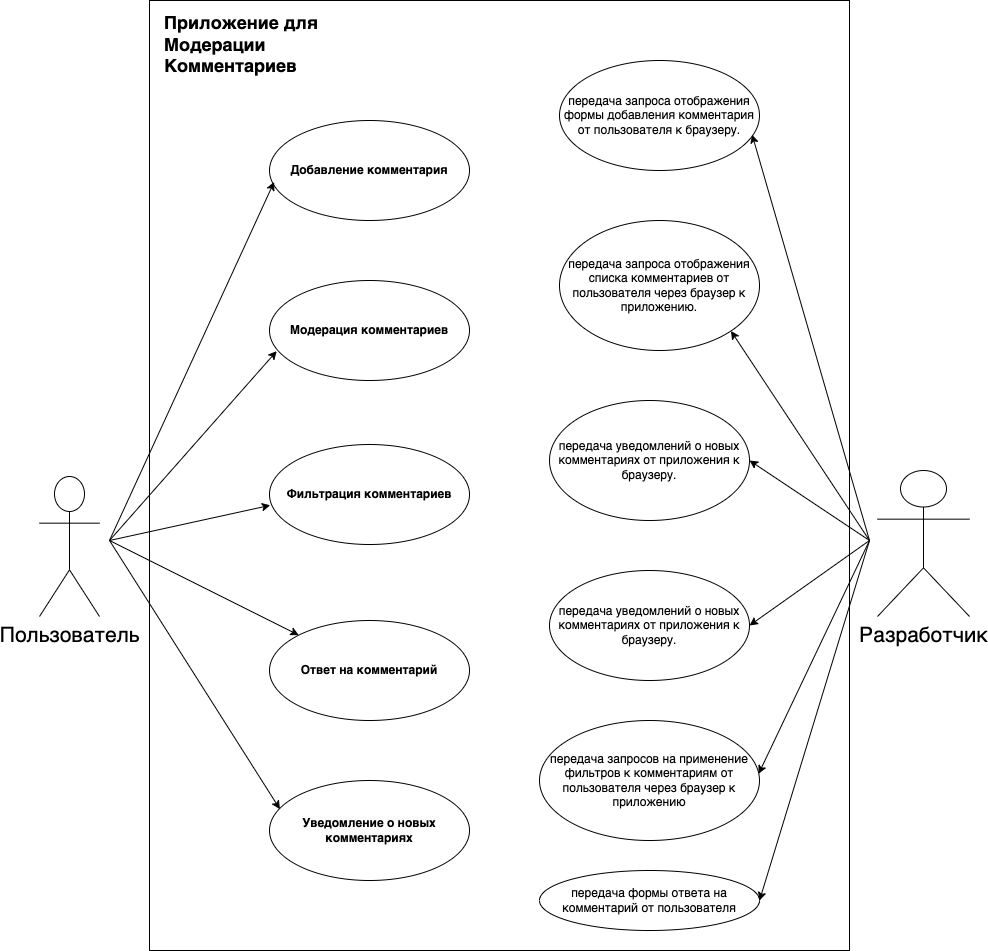 Приложение для
Модерации
Комментариев
передача запроса отображения
формы добавления комментария
от пользователя к браузеру.
Добавление комментария
передача запроса отображения
списка комментариев от
пользователя через браузер к
приложению.
Модерация комментариев
передача уведомлений о новых
комментариях от приложения к
браузеру.
Фильтрация комментариев
передача уведомлений о новых
комментариях от приложения к
браузеру.
Пользователь
Разработчик
Ответ на комментарий
передача запросов на применение
фильтров к комментариям от
пользователя через браузер к
приложению
Уведомление о новых
комментариях
передача формы ответа на
комментарий от пользователя